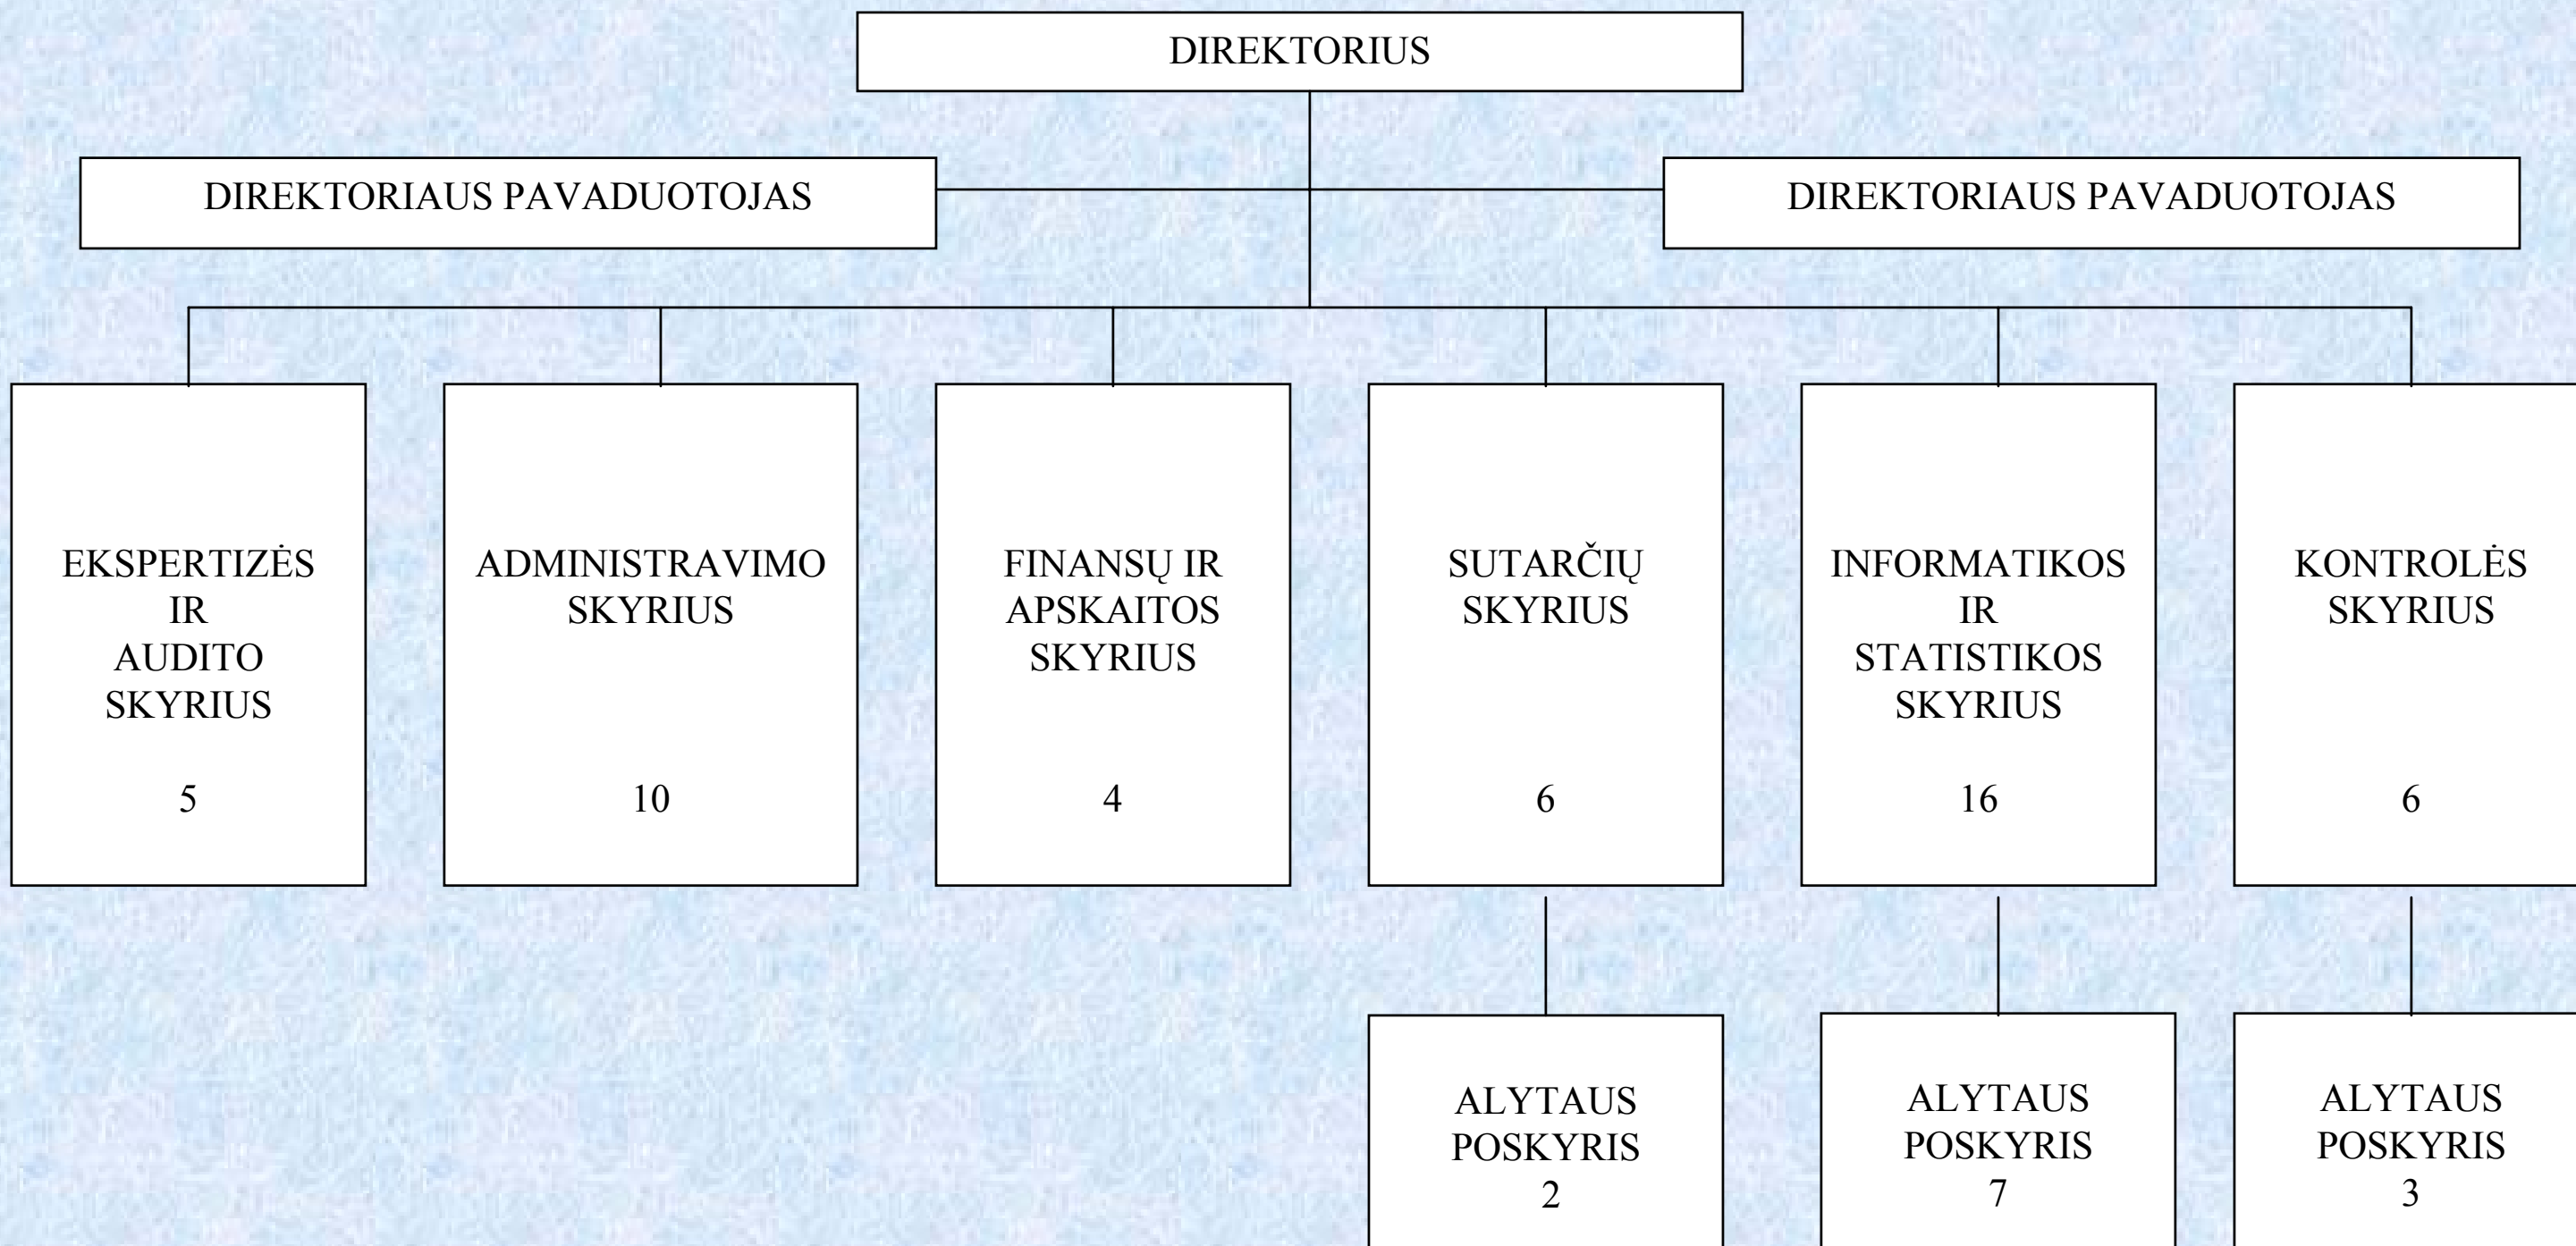 DIREKTORIUS
DIREKTORIAUS PAVADUOTOJAS
DIREKTORIAUS PAVADUOTOJAS
EKSPERTIZĖS
IR
AUDITO
SKYRIUS
5
ADMINISTRAVIMO
SKYRIUS
10
FINANSŲ IR
APSKAITOS
SKYRIUS
4
SUTARČIŲ
SKYRIUS
6
INFORMATIKOS
IR
STATISTIKOS
SKYRIUS
16
KONTROLĖS
SKYRIUS
6
ALYTAUS
POSKYRIS
2
ALYTAUS
POSKYRIS
7
ALYTAUS
POSKYRIS
3